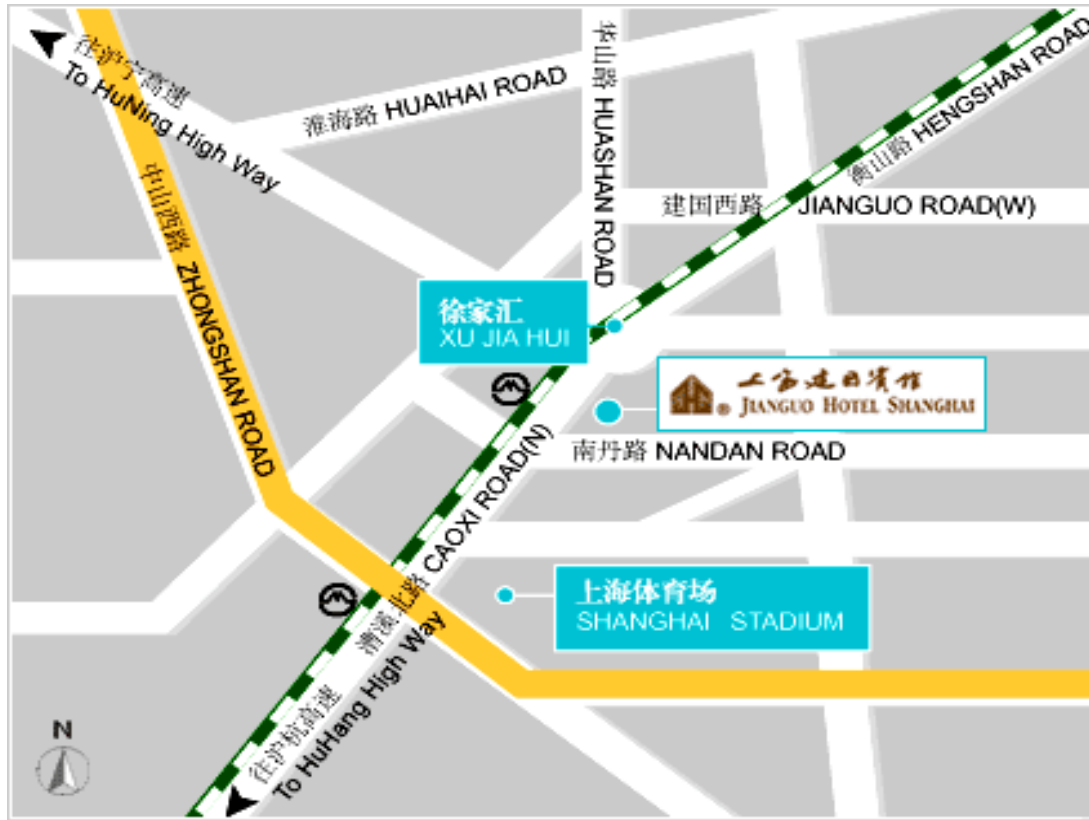 往沪宁高速
To HuNing High Way
淮海路 HUAIHAI ROAD
华山路 HUASHAN ROAD
衡山路 HENGSHAN ROAD
建国西路 JIANGUO ROAD(W)
中山西路 ZHONGSHAN ROAD
徐家汇
XU JIA HUI
上海建国宾馆
® JIANGUO HOTEL SHANGHAI
南丹路 NANDAN ROAD
漕溪北路 CAOXI ROAD(N)
上海体育场
SHANGHAI STADIUM
往沪杭高速
To HuHang High Way
N